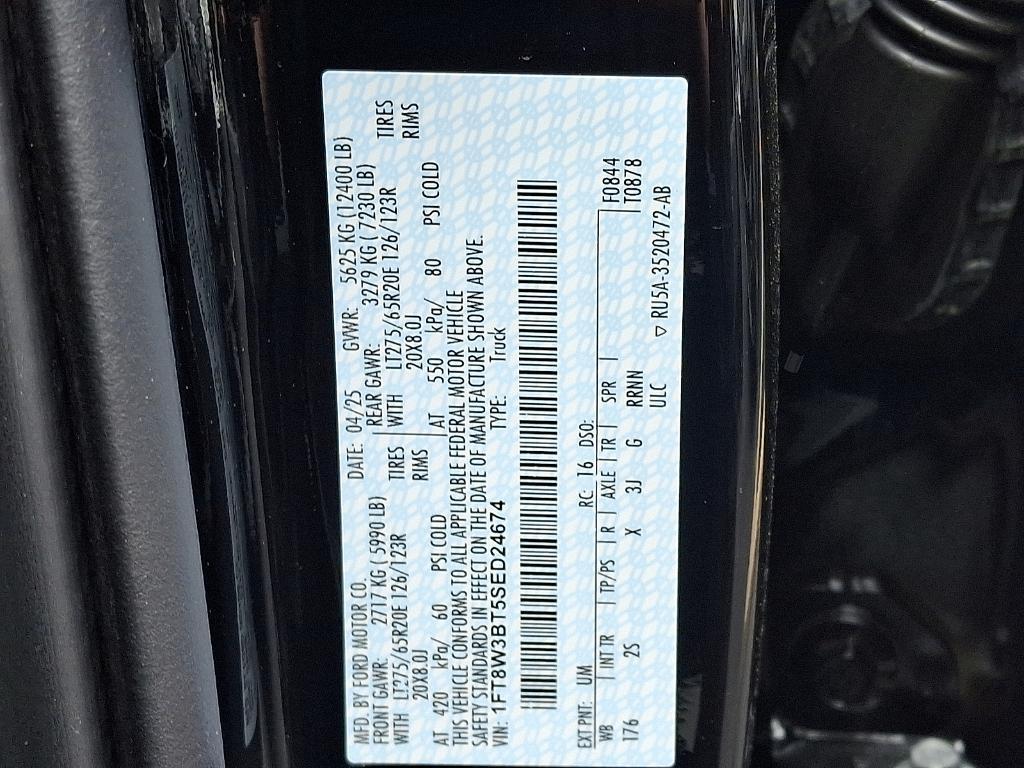 MFD. BY FORD MOTOR CO. DATE: 04/25 GVWR: 5625 KG (12400 LB)
FRONT GAWR: 2717 KG (5990 LB) REAR GAWR: 3279 KG (7230 LB)
WITH LT275/65R20E 126/123R TIRES WITH LT275/65R20E 126/123R TIRES
20X8.0J RIMS 20X8.0J RIMS
AT 420 kPa/ 60 PSI COLD AT 550 kPa/ 80 PSI COLD
THIS VEHICLE CONFORMS TO ALL APPLICABLE FEDERAL MOTOR VEHICLE
SAFETY STANDARDS IN EFFECT ON THE DATE OF MANUFACTURE SHOWN ABOVE.
VIN: 1FT8W3BT5SED24674 TYPE: Truck
EXT PNT: UM RC: 16 DSO:
WB INT TR TP/PS R AXLE TR SPR F0844
176 2S X 3J G RRNN T0878
ULC
▽ RU5A-3520472-AB